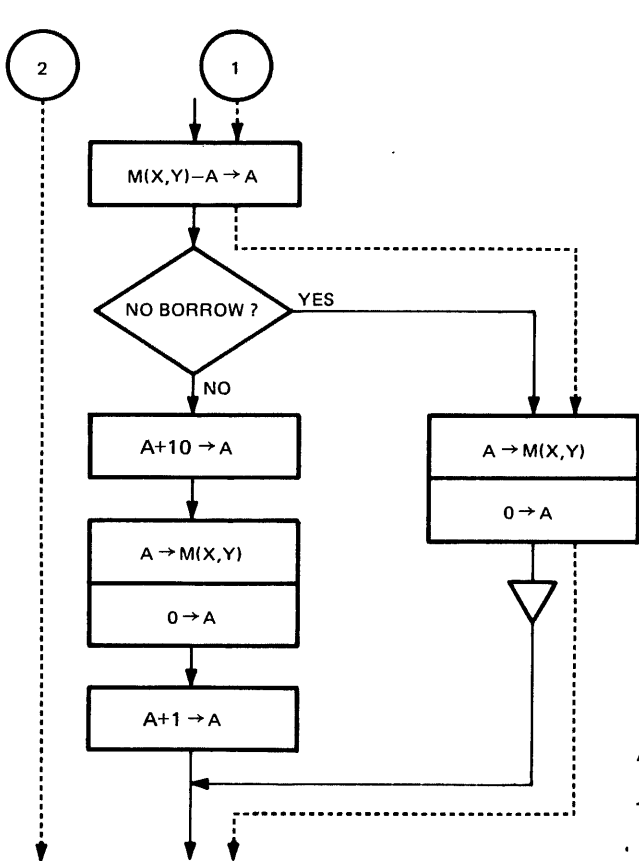 2
1
M(X,Y)−A → A
NO BORROW ?
YES
NO
A+10 → A
A → M(X,Y)
0 → A
A → M(X,Y)
0 → A
A+1 → A